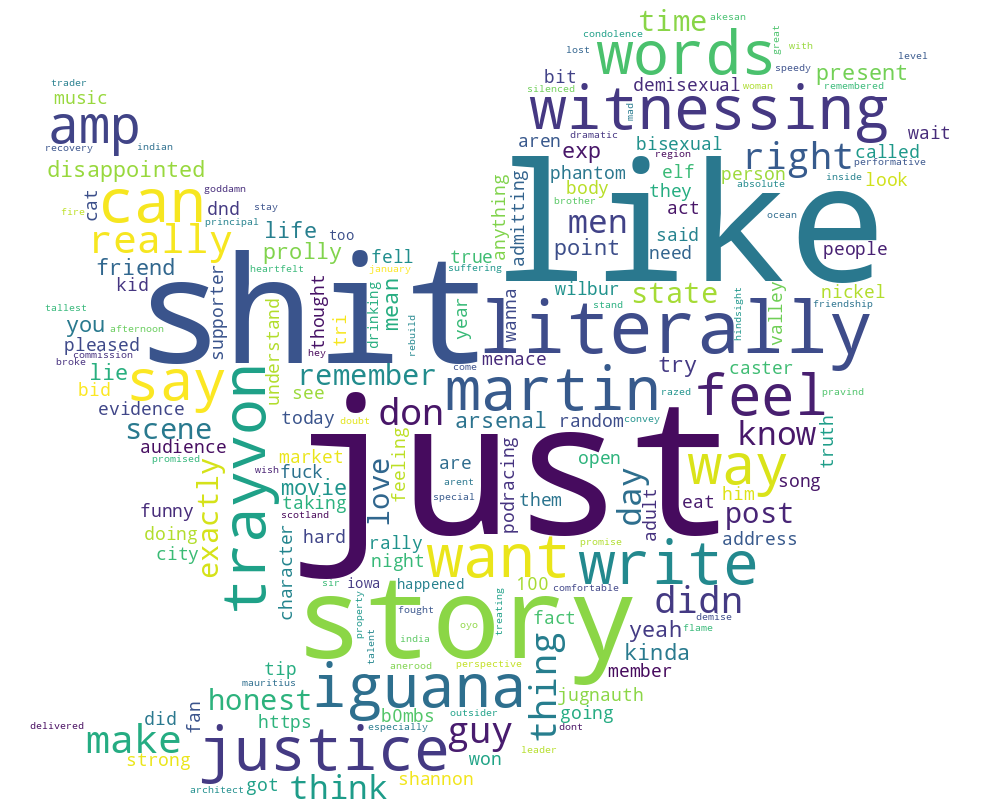 akesan
time
condolence
great
lost
words
with
level
trader
speedy
bit
demisexual
present
music
silenced
woman
remembered
amp
witnessing
mad
dramatic
wait
recovery
indian
aren
bisexual
exp
region
right
called
performative
disappointed
phantom
elf
person
inside
look
can
goddamn
cat
dnd
stay
like
body
they
absolute
fire
principal
brother
anything
admitting
men
act
ocean
really
life
too
prolly
fell
true
point
said
need
people
friend
heartfelt
january
suffering
kid
shit
supporter
wilbur
state
valley
nickel
tallest
thought
tri
drinking
mean
rebuild
year
wanna
stand
hindsight
friendship
you
afternoon
hey
literally
pleased
understand
broke
commission
come
menace
try
lie
say
remember
martin
caster
bid
see
feel
razed
pravind
evidence
today
doubt
don
arsenal
random
convey
know
truth
scene
audience
trayvon
market
just
promised
exactly
wish
fuck
love
feeling
are
open
way
movie
arent
podracing
him
song
taking
special
them
day
adult
eat
funny
scotland
post
doing
hard
rally
promise
address
city
character
night
want
write
sir
iowa
happened
100
comfortable
didn
property
story
fought
treating
fact
demise
talent
india
oyo
yeah
flame
anerood
perspective
kinda
tip
mauritius
iguana
thing
member
honest
jugnauth
did
fan
https
b0mbs
outsider
going
delivered
make
especially
guy
dont
strong
justice
won
leader
architect
got
think
shannon